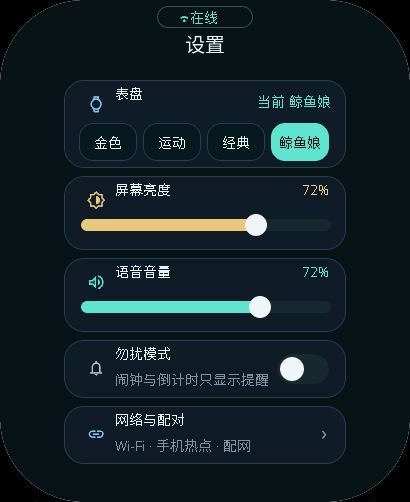 在线
设置
表盘
当前 鲸鱼娘
金色 运动 经典 鲸鱼娘
屏幕亮度 72%
语音音量 72%
勿扰模式
闹钟与倒计时只显示提醒
网络与配对
Wi-Fi · 手机热点 · 配网